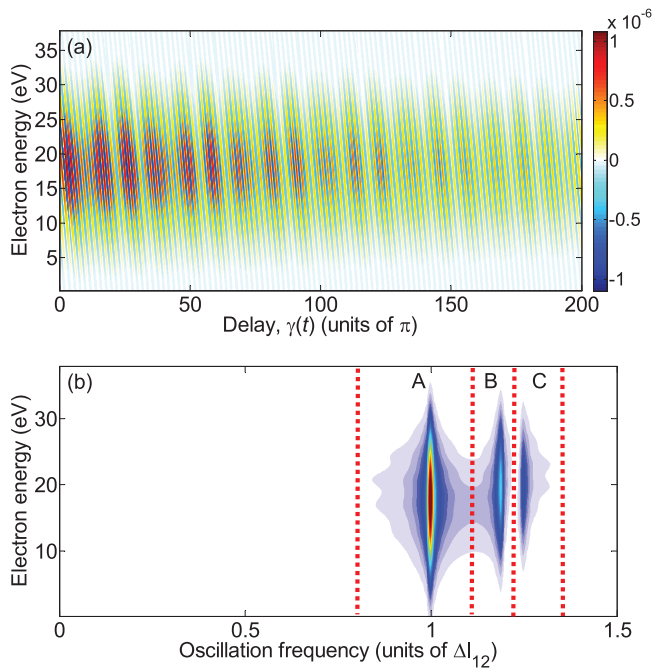 x 10⁻⁶
(a)
Electron energy (eV)
35
30
25
20
15
10
5
0
50
100
150
200
Delay, γ(t) (units of π)
1
0.5
0
-0.5
-1
(b)
A
B
C
Electron energy (eV)
30
20
10
0
0.5
1
1.5
Oscillation frequency (units of ΔI₁₂)